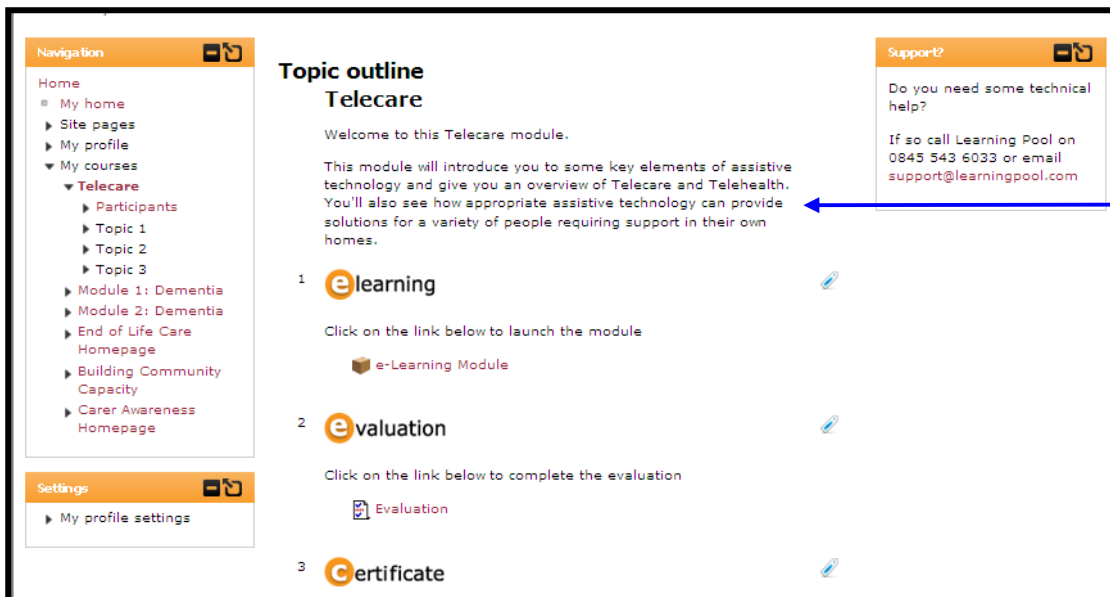 Navigation
Home
My home
Site pages
My profile
My courses
Telecare
Participants
Topic 1
Topic 2
Topic 3
Module 1: Dementia
Module 2: Dementia
End of Life Care
Homepage
Building Community
Capacity
Carer Awareness
Homepage
Settings
My profile settings
Topic outline
Telecare
Welcome to this Telecare module.
This module will introduce you to some key elements of assistive
technology and give you an overview of Telecare and Telehealth.
You'll also see how appropriate assistive technology can provide
solutions for a variety of people requiring support in their own
homes.
1 elearning
Click on the link below to launch the module
e-Learning Module
2 evaluation
Click on the link below to complete the evaluation
Evaluation
3 certificate
Support?
Do you need some technical
help?
If so call Learning Pool on
0845 543 6033 or email
support@learningpool.com